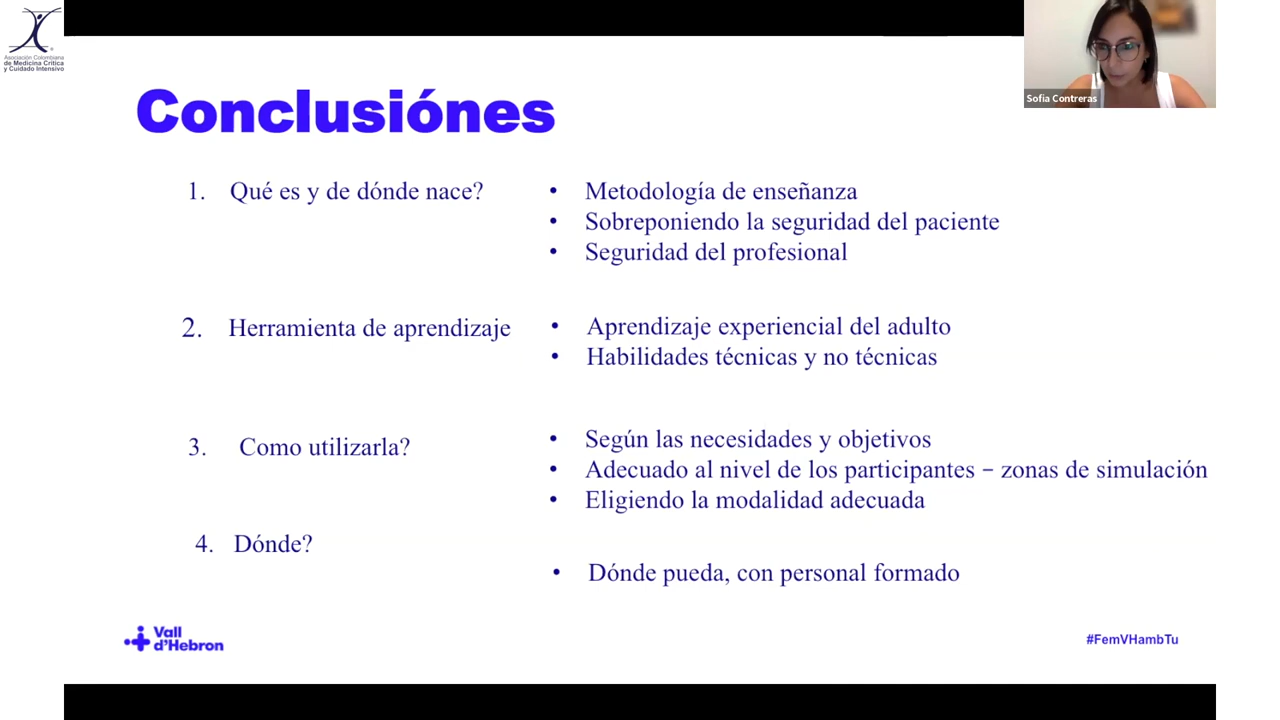 Asociación Colombiana
de Medicina Crítica
y Cuidado Intensivo
Sofia Contreras
Conclusiónes
1. Qué es y de dónde nace?
• Metodología de enseñanza
• Sobreponiendo la seguridad del paciente
• Seguridad del profesional
2. Herramienta de aprendizaje
• Aprendizaje experiencial del adulto
• Habilidades técnicas y no técnicas
3. Como utilizarla?
• Según las necesidades y objetivos
• Adecuado al nivel de los participantes – zonas de simulación
• Eligiendo la modalidad adecuada
4. Dónde?
• Dónde pueda, con personal formado
Vall
d'Hebron
#FemVHambTu